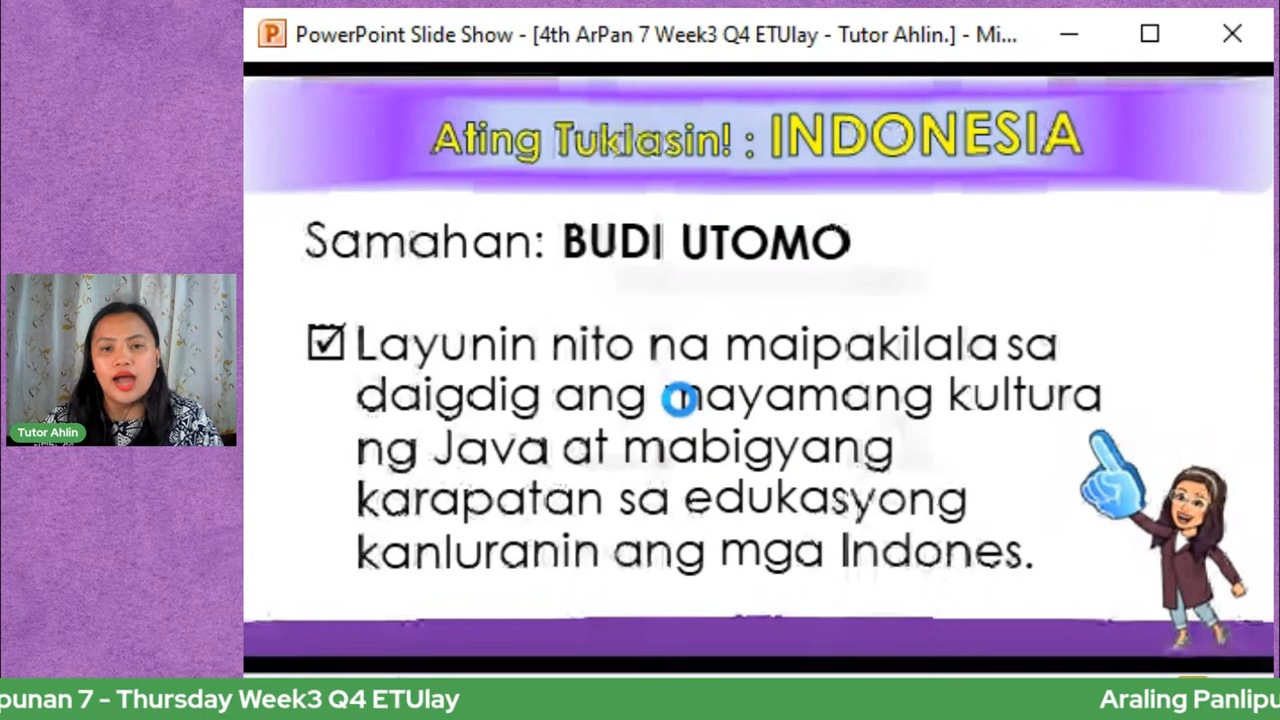 PowerPoint Slide Show - [4th ArPan 7 Week3 Q4 ETUlay - Tutor Ahlin.] - Mi...
Ating Tuklasin! : INDONESIA
Samahan: BUDI UTOMO
Layunin nito na maipakilala sa
daigdig ang mayamang kultura
ng Java at mabigyang
karapatan sa edukasyong
kanluranin ang mga Indones.
Tutor Ahlin
punan 7 - Thursday Week3 Q4 ETUlay
Araling Panlipu